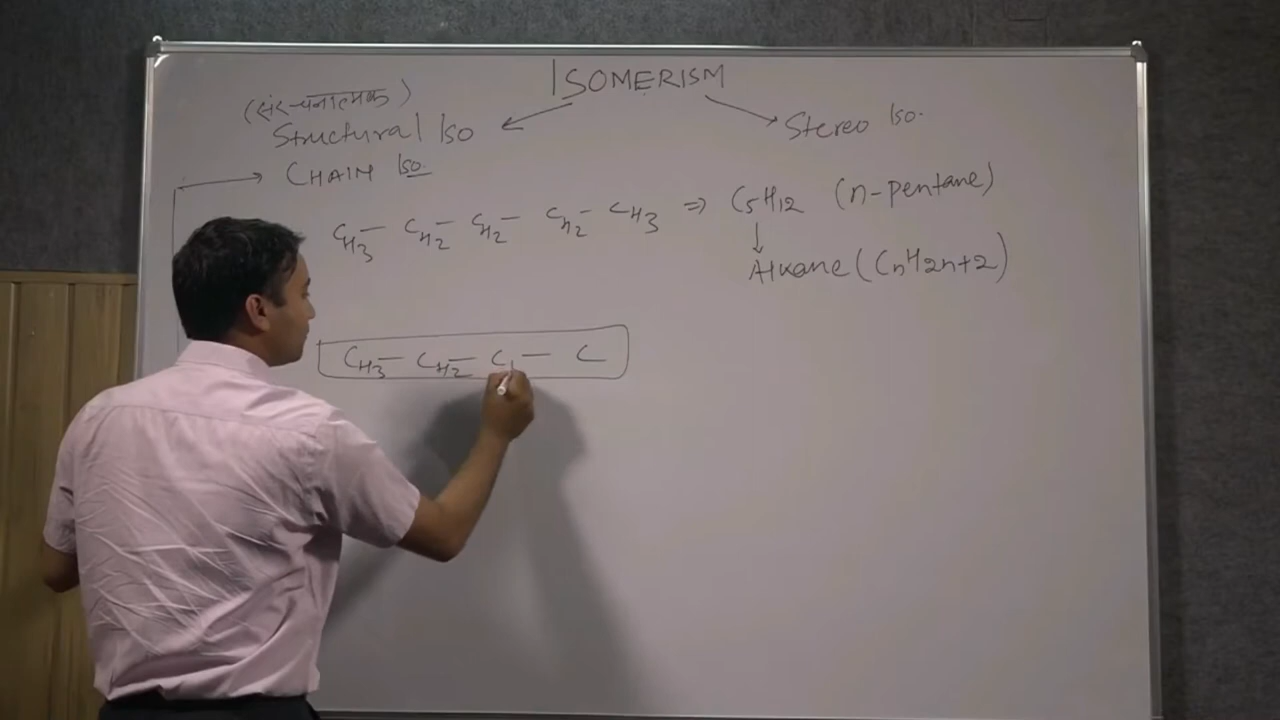 ISOMERISM
(संरचनात्मक)
Structural Iso
Stereo Iso.
CHAIN Iso.
CH3- CH2- CH2- CH2- CH3 ⇒ C5H12 (n-pentane)
↓
Alkane (CnH2n+2)
CH3- CH2- C- C